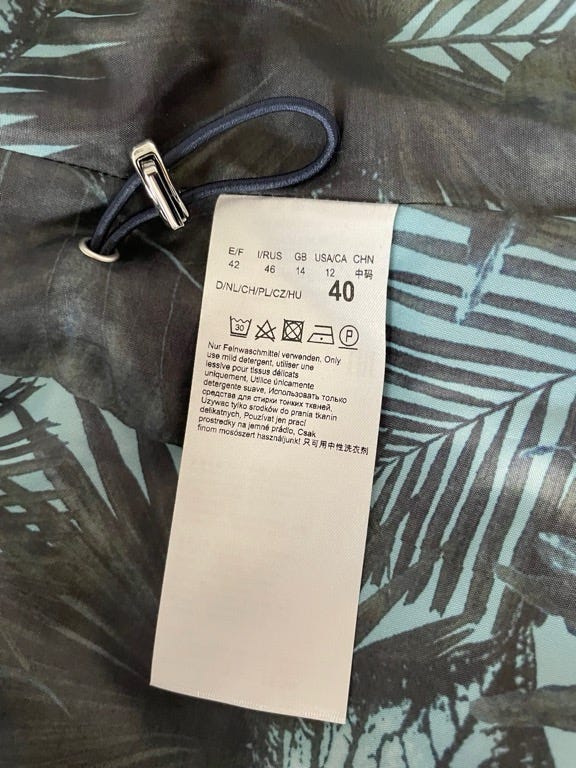 E/F I/RUS GB USA/CA CHN
42 46 14 12 中码
D/NL/CH/PL/CZ/HU 40
30 P
Nur Feinwaschmittel verwenden, Only
use mild detergent, utiliser une
lessive pour tissus délicats
uniquement, Utilice únicamente
detergente suave, Использовать только
средства для стирки тонких тканей,
Używac tylko srodków do prania tkanin
delikatnych, Používat jen prací
prostredky na jemné prádlo, Csak
finom mosószert használjunk! 只可用中性洗衣剂